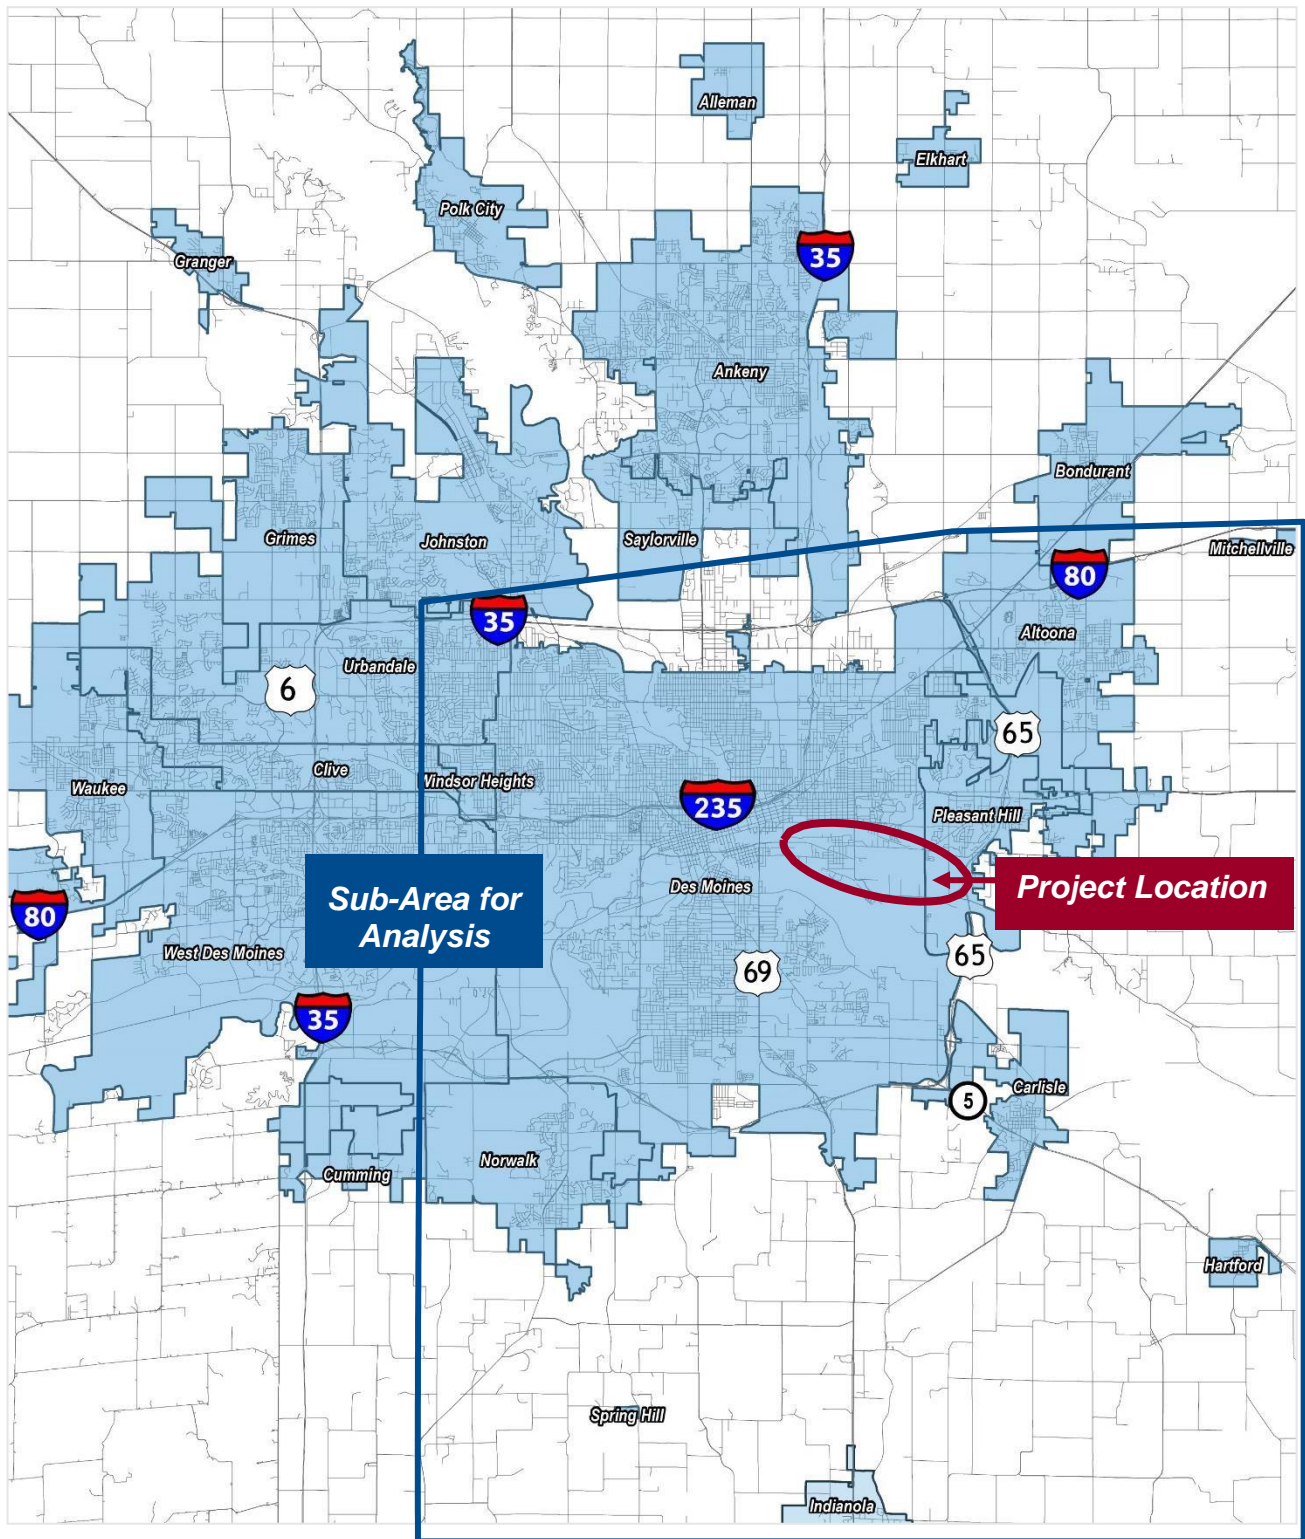 Alleman
Elkhart
Polk City
Granger
35
Ankeny
Bondurant
Grimes
Johnston
Saylorville
Mitchellville
80
35
Altoona
Urbandale
6
65
Clive
Windsor Heights
Waukee
235
Pleasant Hill
Des Moines
Project Location
Sub-Area for
Analysis
80
West Des Moines
65
69
35
Carlisle
5
Norwalk
Cumming
Hartford
Spring Hill
Indianola